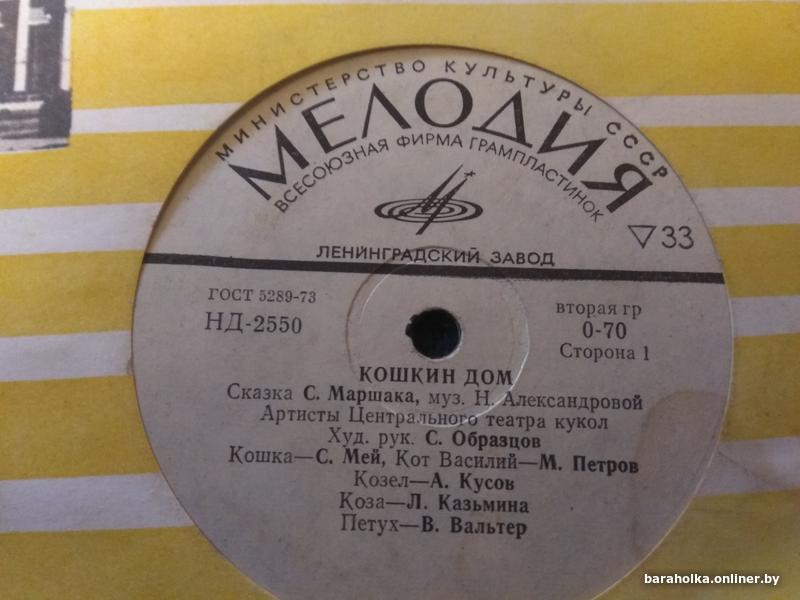 МИНИСТЕРСТВО КУЛЬТУРЫ СССР
МЕЛОДИЯ
ВСЕСОЮЗНАЯ ФИРМА ГРАМПЛАСТИНОК
33
ЛЕНИНГРАДСКИЙ ЗАВОД
ГОСТ 5289-73
НД-2550
вторая гр
0-70
Сторона 1
КОШКИН ДОМ
Сказка С. Маршака, муз. Н. Александровой
Артисты Центрального театра кукол
Худ. рук. С. Образцов
Кошка—С. Мей, Кот Василий—М. Петров
Козел—А. Кусов
Коза—Л. Казьмина
Петух—В. Вальтер
baraholka.onliner.by